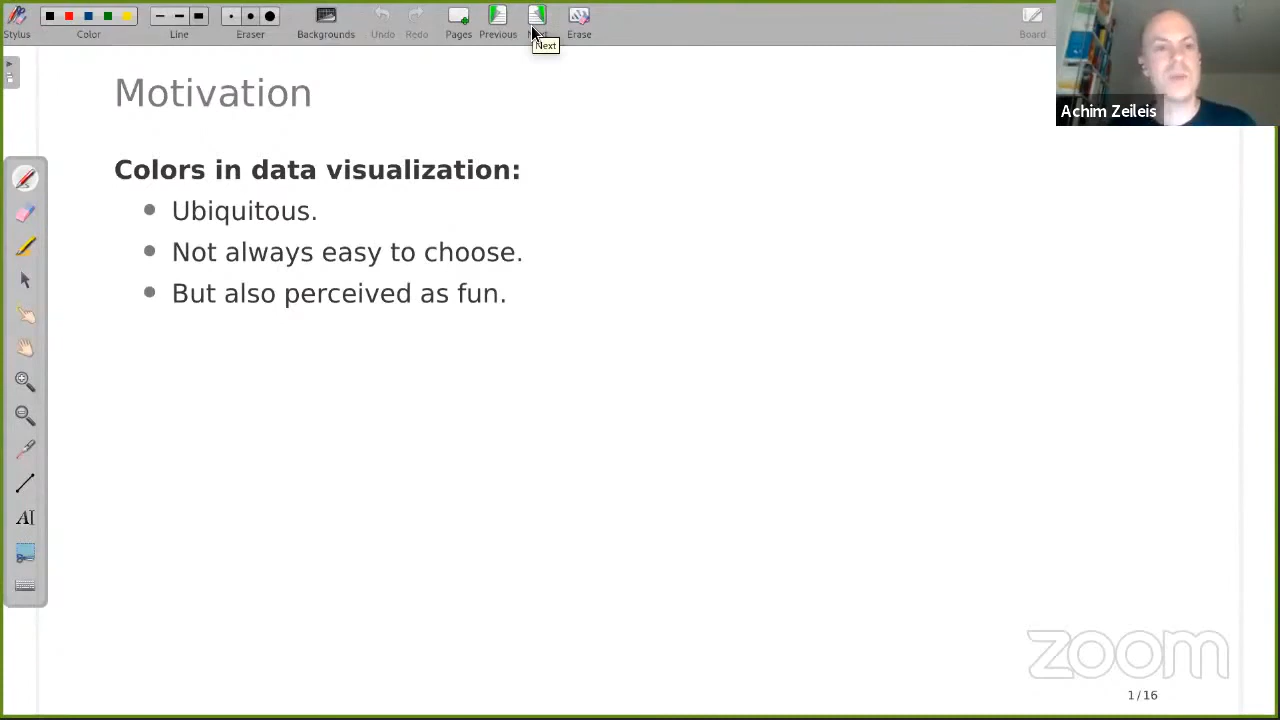 Stylus
Color
Line
Eraser
Backgrounds
Undo
Redo
Pages
Previous
Next
Erase
Board
Achim Zeileis
Motivation
Colors in data visualization:
Ubiquitous.
Not always easy to choose.
But also perceived as fun.
AI
zoom
1 / 16